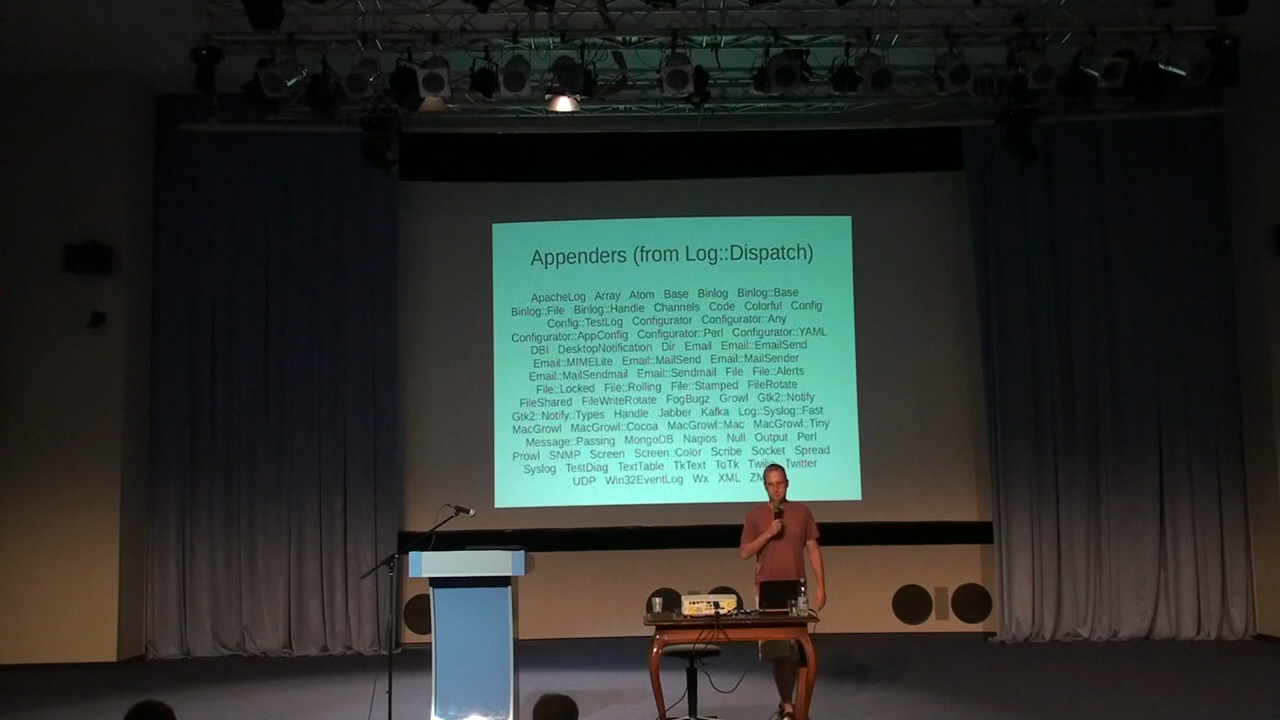 Appenders (from Log::Dispatch)
ApacheLog Array Atom Base Binlog Binlog::Base
Binlog::File Binlog::Handle Channels Code Colorful Config
Config::TestLog Configurator Configurator::Any
Configurator::AppConfig Configurator::Perl Configurator::YAML
DBI DesktopNotification Dir Email Email::EmailSend
Email::MIMELite Email::MailSend Email::MailSender
Email::MailSendmail Email::Sendmail File File::Alerts
File::Locked File::Rolling File::Stamped FileRotate
FileShared FileWriteRotate FogBugz Growl Gtk2::Notify
Gtk2::Notify::Types Handle Jabber Kafka Log::Syslog::Fast
MacGrowl MacGrowl::Cocoa MacGrowl::Mac MacGrowl::Tiny
Message::Passing MongoDB Nagios Null Output Perl
Prowl SNMP Screen Screen::Color Scribe Socket Spread
Syslog TestDiag TextTable TkText ToTk Twitter
UDP Win32EventLog Wx XML